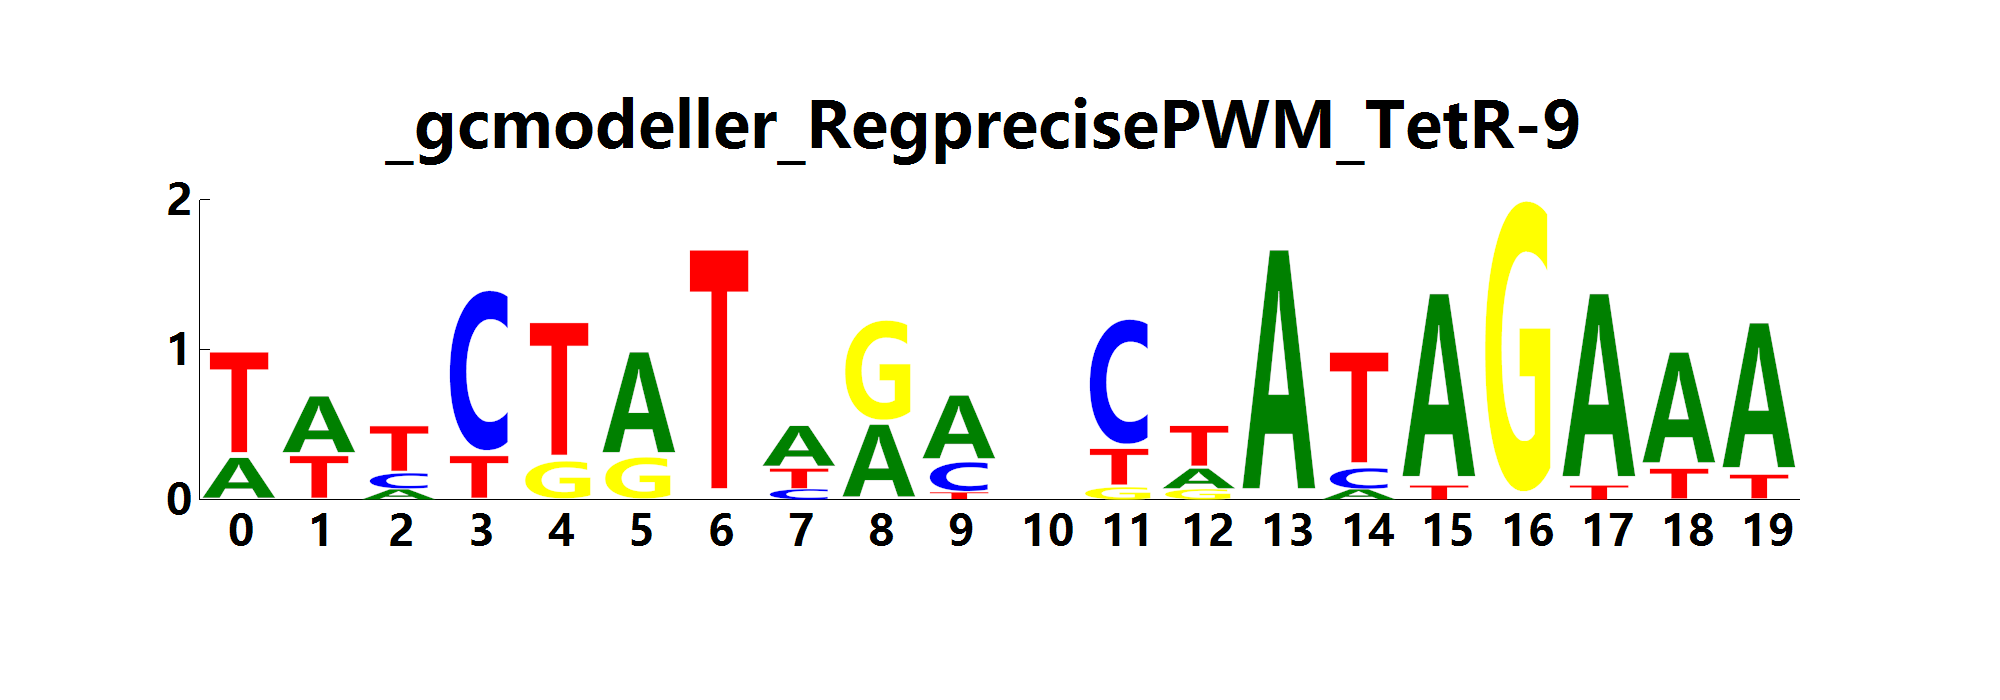 _gcmodeller_RegprecisePWM_TetR-9
2
1
0
T A T C T A T A G A C T A T A G A A A
A T C T G G T A C T A C T T T T
A C C T G G A
0 1 2 3 4 5 6 7 8 9 10 11 12 13 14 15 16 17 18 19